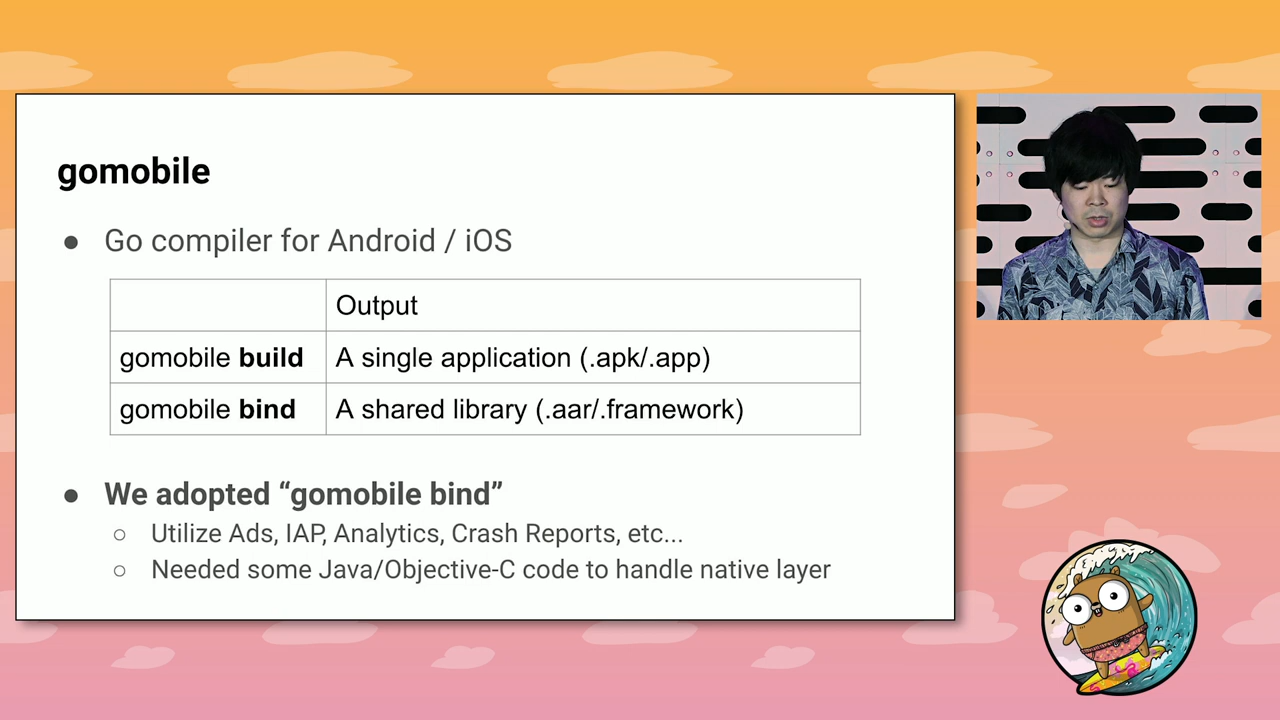 gomobile
● Go compiler for Android / iOS
Output
gomobile build A single application (.apk/.app)
gomobile bind A shared library (.aar/.framework)
● We adopted “gomobile bind”
○ Utilize Ads, IAP, Analytics, Crash Reports, etc...
○ Needed some Java/Objective-C code to handle native layer